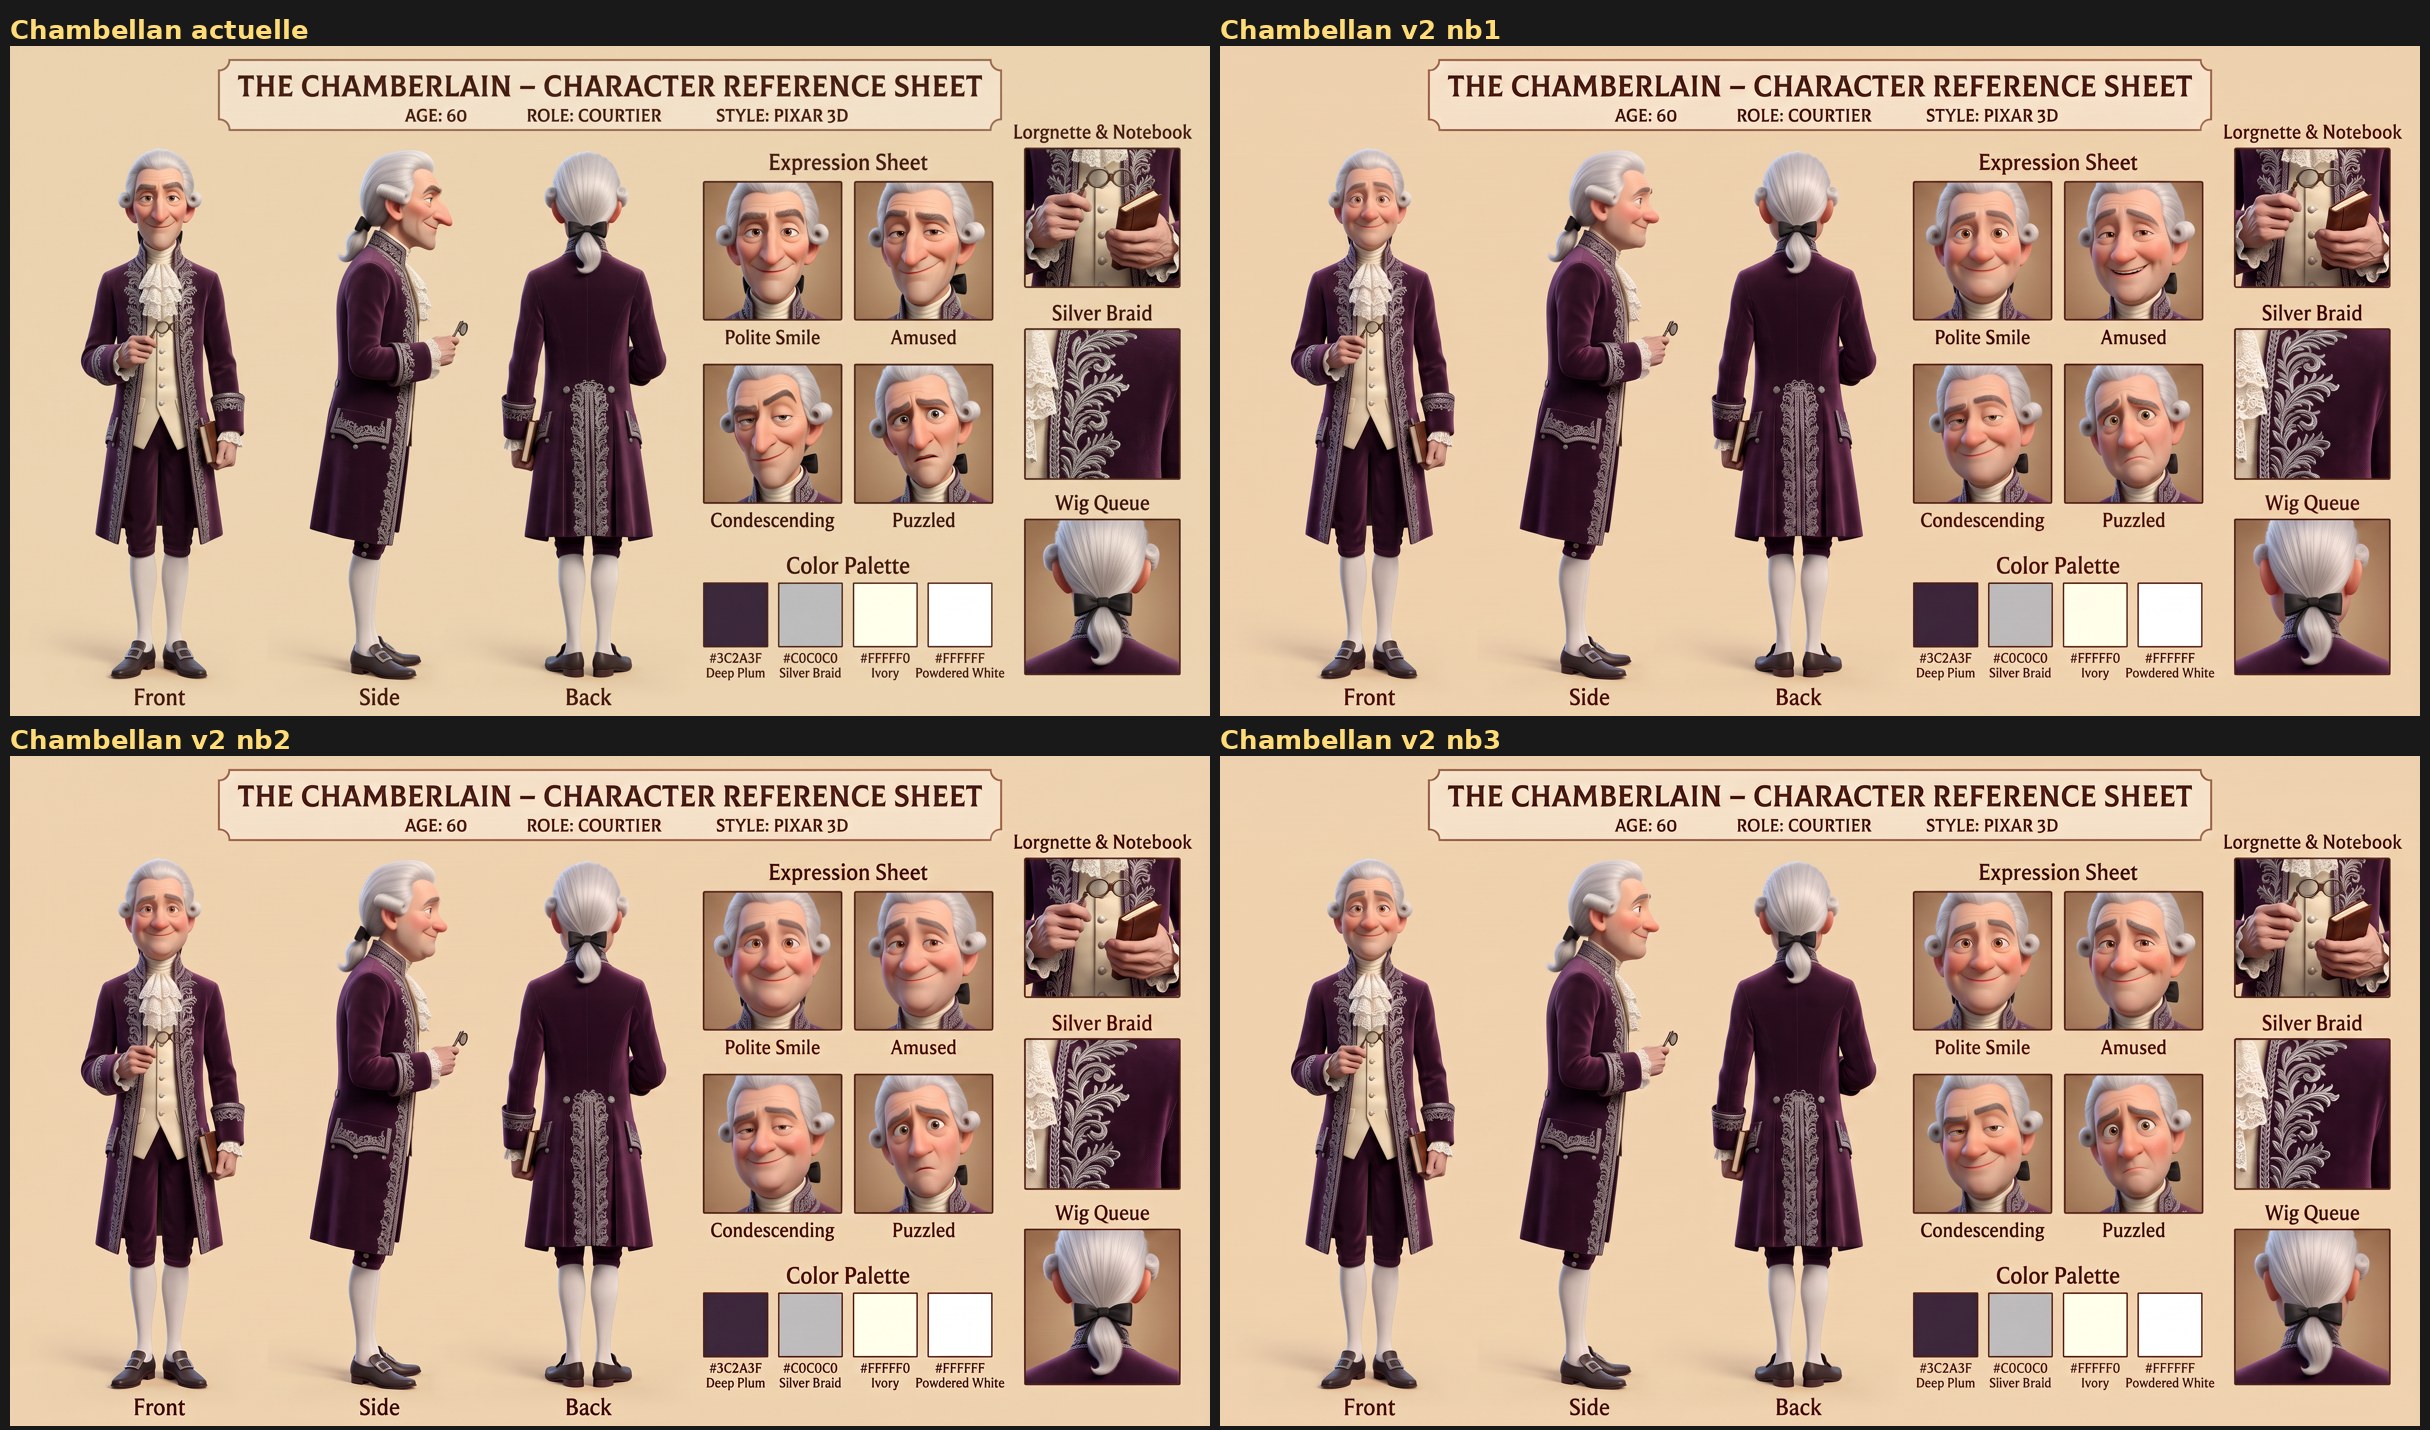 Chambellan actuelle
THE CHAMBERLAIN – CHARACTER REFERENCE SHEET
AGE: 60 ROLE: COURTIER STYLE: PIXAR 3D
Lorgnette & Notebook
Expression Sheet
Silver Braid
Polite Smile Amused
Wig Queue
Condescending Puzzled
Color Palette
#3C2A3F #C0C0C0 #FFFFF0 #FFFFFF
Deep Plum Silver Braid Ivory Powdered White
Front Side Back
Chambellan v2 nb1
THE CHAMBERLAIN – CHARACTER REFERENCE SHEET
AGE: 60 ROLE: COURTIER STYLE: PIXAR 3D
Lorgnette & Notebook
Expression Sheet
Silver Braid
Polite Smile Amused
Wig Queue
Condescending Puzzled
Color Palette
#3C2A3F #C0C0C0 #FFFFF0 #FFFFFF
Deep Plum Silver Braid Ivory Powdered White
Front Side Back
Chambellan v2 nb2
THE CHAMBERLAIN – CHARACTER REFERENCE SHEET
AGE: 60 ROLE: COURTIER STYLE: PIXAR 3D
Lorgnette & Notebook
Expression Sheet
Silver Braid
Polite Smile Amused
Wig Queue
Condescending Puzzled
Color Palette
#3C2A3F #C0C0C0 #FFFFF0 #FFFFFF
Deep Plum Silver Braid Ivory Powdered White
Front Side Back
Chambellan v2 nb3
THE CHAMBERLAIN – CHARACTER REFERENCE SHEET
AGE: 60 ROLE: COURTIER STYLE: PIXAR 3D
Lorgnette & Notebook
Expression Sheet
Silver Braid
Polite Smile Amused
Wig Queue
Condescending Puzzled
Color Palette
#3C2A3F #C0C0C0 #FFFFF0 #FFFFFF
Deep Plum Silver Braid Ivory Powdered White
Front Side Back